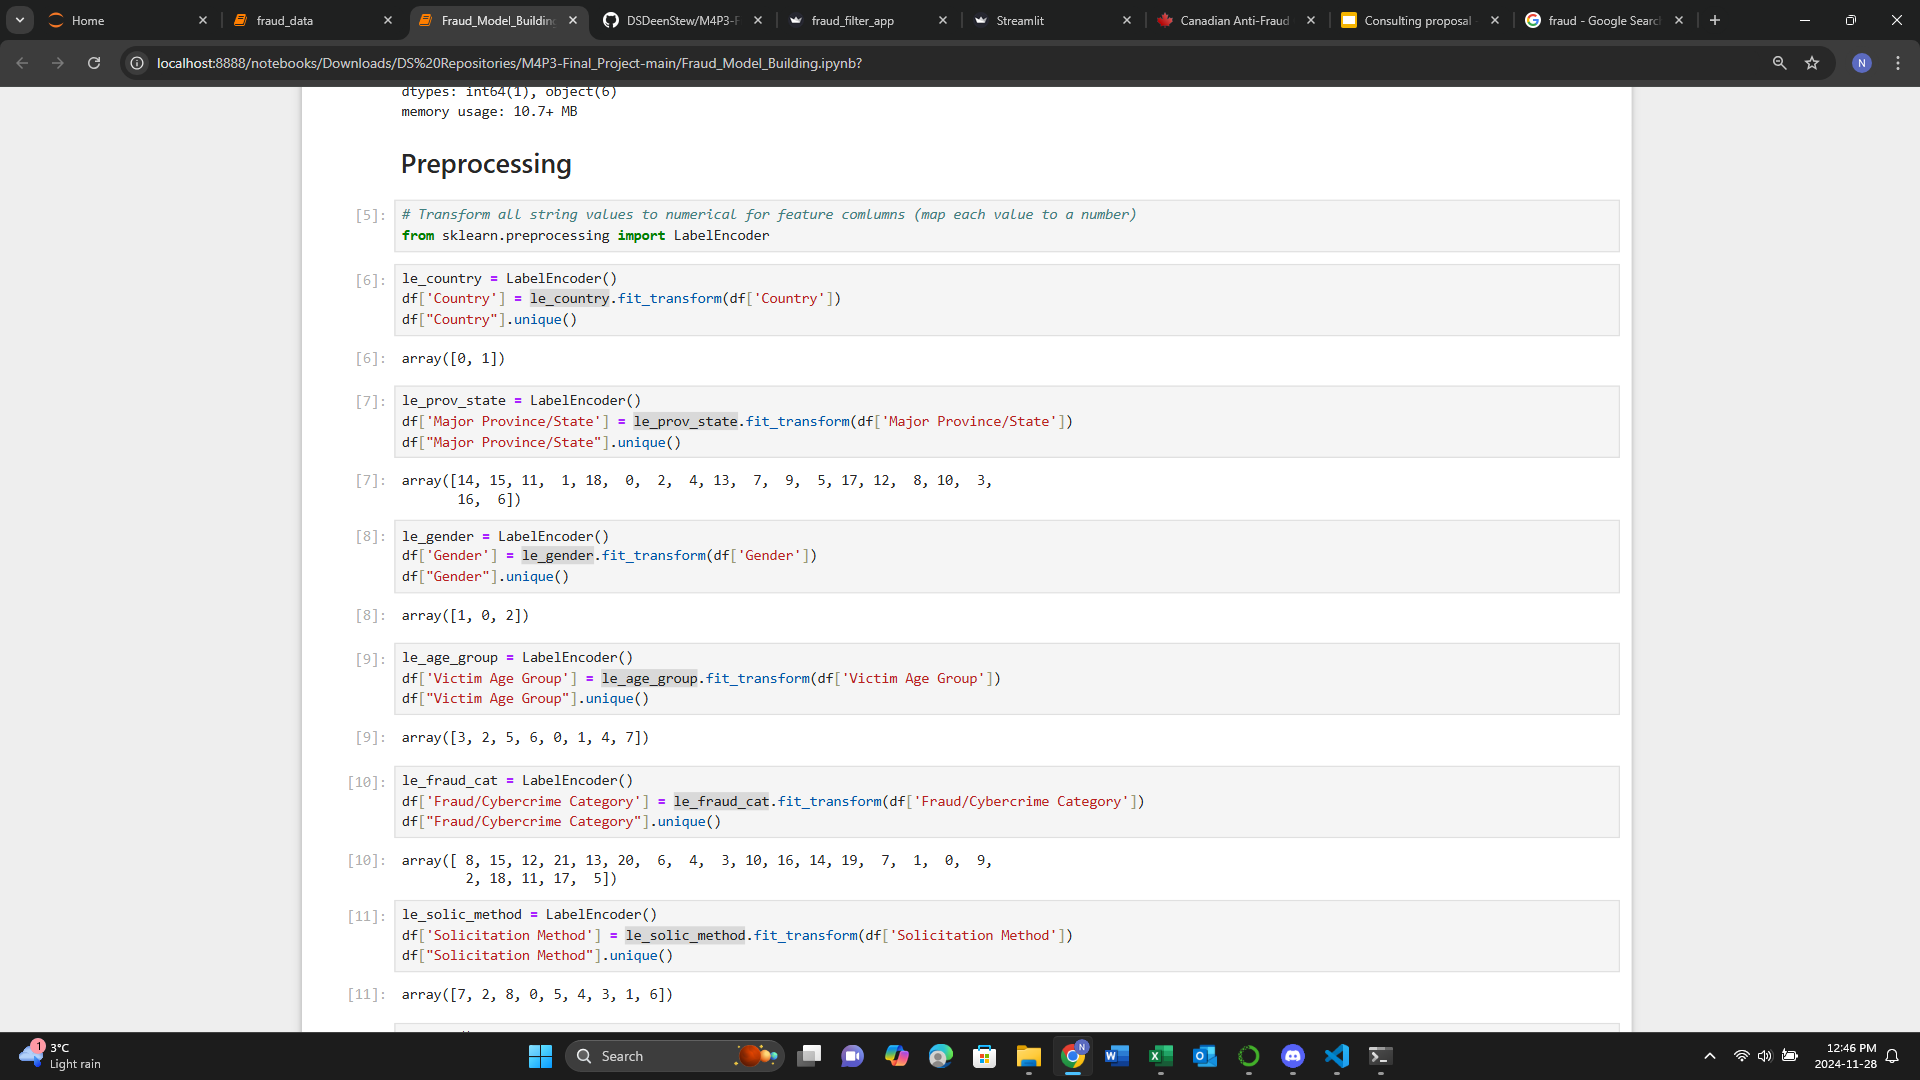 Home
fraud_data
Fraud_Model_Building
DSDeenStew/M4P3-F
fraud_filter_app
Streamlit
Canadian Anti-Fraud
Consulting proposal
fraud - Google Search
localhost:8888/notebooks/Downloads/DS%20Repositories/M4P3-Final_Project-main/Fraud_Model_Building.ipynb?
N
dtypes: int64(1), object(6)
memory usage: 10.7+ MB
Preprocessing
[5]:
# Transform all string values to numerical for feature comlumns (map each value to a number)
from sklearn.preprocessing import LabelEncoder
[6]:
le_country = LabelEncoder()
df['Country'] = le_country.fit_transform(df['Country'])
df["Country"].unique()
[6]:
array([0, 1])
[7]:
le_prov_state = LabelEncoder()
df['Major Province/State'] = le_prov_state.fit_transform(df['Major Province/State'])
df["Major Province/State"].unique()
[7]:
array([14, 15, 11,  1, 18,  0,  2,  4, 13,  7,  9,  5, 17, 12,  8, 10,  3,
16,  6])
[8]:
le_gender = LabelEncoder()
df['Gender'] = le_gender.fit_transform(df['Gender'])
df["Gender"].unique()
[8]:
array([1, 0, 2])
[9]:
le_age_group = LabelEncoder()
df['Victim Age Group'] = le_age_group.fit_transform(df['Victim Age Group'])
df["Victim Age Group"].unique()
[9]:
array([3, 2, 5, 6, 0, 1, 4, 7])
[10]:
le_fraud_cat = LabelEncoder()
df['Fraud/Cybercrime Category'] = le_fraud_cat.fit_transform(df['Fraud/Cybercrime Category'])
df["Fraud/Cybercrime Category"].unique()
[10]:
array([ 8, 15, 12, 21, 13, 20,  6,  4,  3, 10, 16, 14, 19,  7,  1,  0,  9,
2, 18, 11, 17,  5])
[11]:
le_solic_method = LabelEncoder()
df['Solicitation Method'] = le_solic_method.fit_transform(df['Solicitation Method'])
df["Solicitation Method"].unique()
[11]:
array([7, 2, 8, 0, 5, 4, 3, 1, 6])
1
3°C
Light rain
Search
N
12:46 PM
2024-11-28